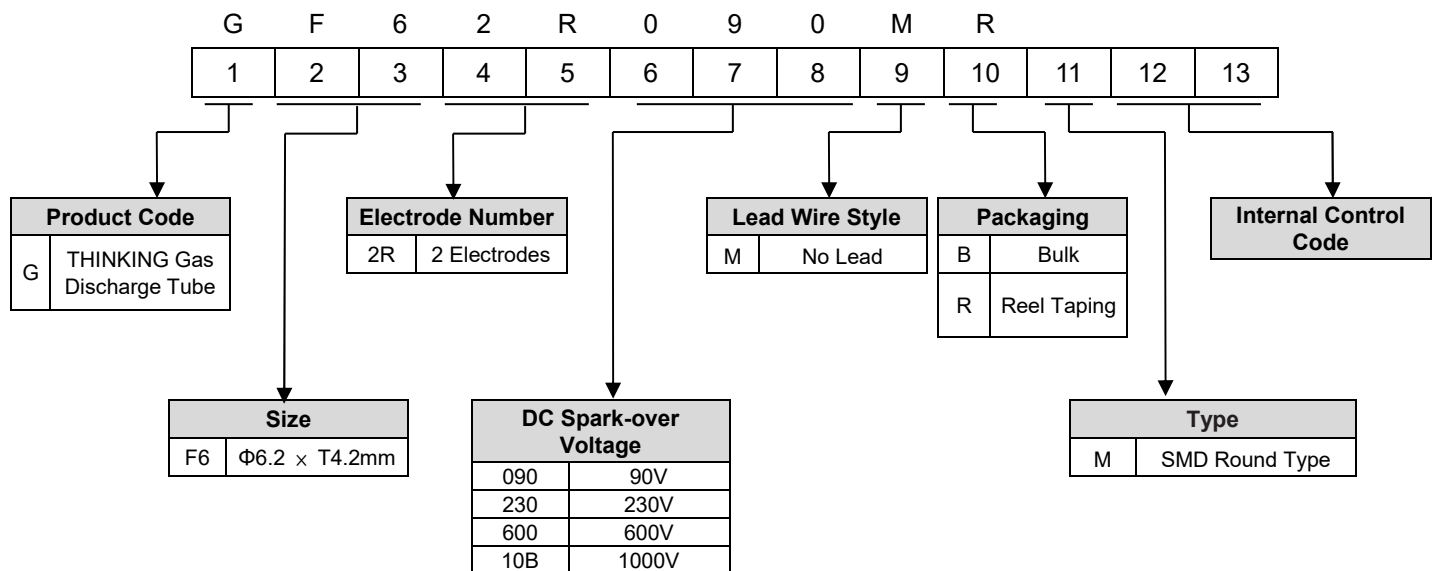 G F 6 2 R 0 9 0 M R
1 2 3 4 5 6 7 8 9 10 11 12 13
Product Code
G THINKING Gas
Discharge Tube
Electrode Number
2R 2 Electrodes
Lead Wire Style
M No Lead
Packaging
B Bulk
R Reel Taping
Internal Control
Code
Size
F6 Φ6.2 × T4.2mm
DC Spark-over
Voltage
090 90V
230 230V
600 600V
10B 1000V
Type
M SMD Round Type